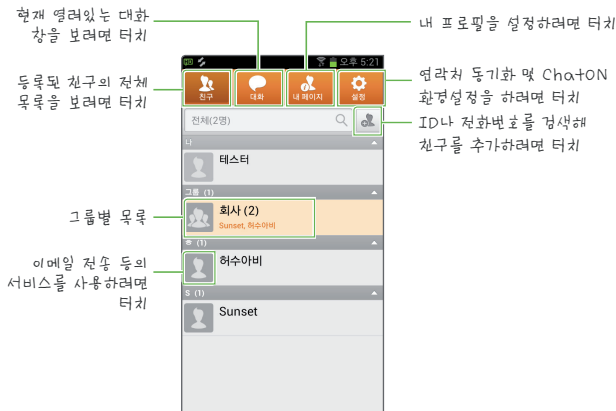 현재 열려있는 대화
창을 보려면 터치
내 프로필을 설정하려면 터치
등록된 친구의 전체
목록을 보려면 터치
연락처 동기화 및 ChatON
환경설정을 하려면 터치
ID나 전화번호를 검색해
친구를 추가하려면 터치
그룹별 목록
이메일 전송 등의
서비스를 사용하려면
터치
오후 5:21
친구
대화
내 페이지
설정
전체(2명)
나
테스터
그룹 (1)
회사 (2)
Sunset, 허수아비
ㅎ (1)
허수아비
S (1)
Sunset